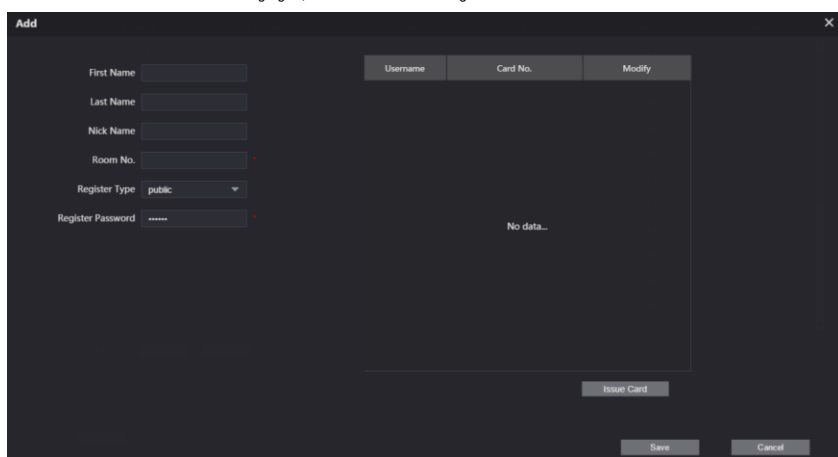 Add
First Name
Last Name
Nick Name
Room No. *
Register Type public
Register Password •••••• *
Username Card No. Modify
No data...
Issue Card
Save Cancel